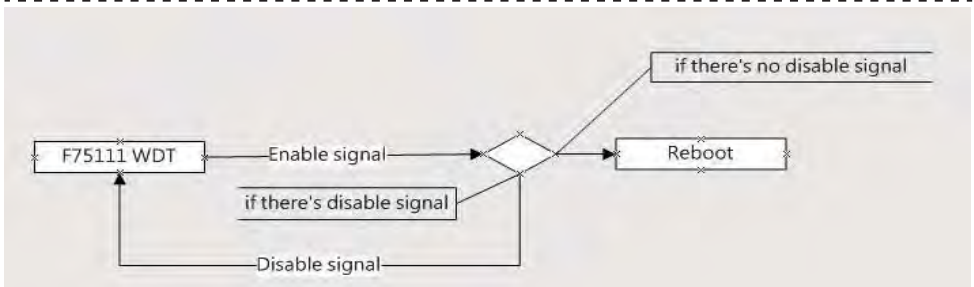 if there's no disable signal
F75111 WDT
Enable signal
Reboot
if there's disable signal
Disable signal